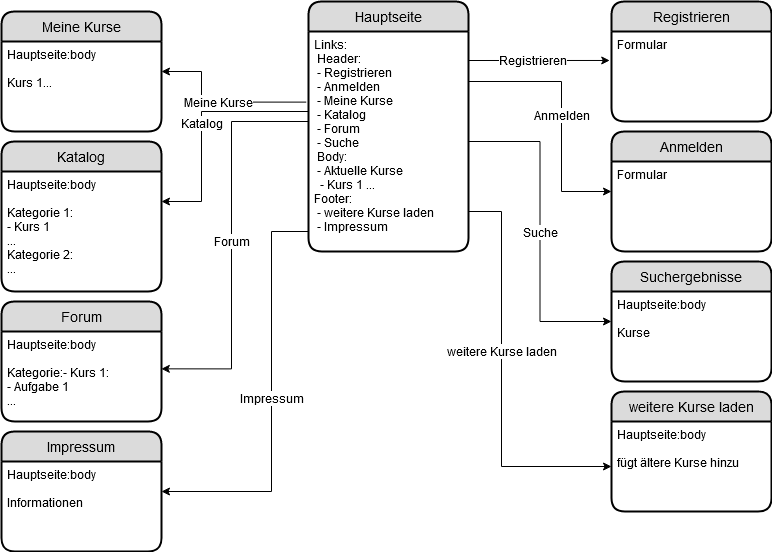 Meine Kurse
Hauptseite:body
Kurs 1...
Katalog
Hauptseite:body
Kategorie 1:
- Kurs 1
...
Kategorie 2:
...
Forum
Hauptseite:body
Kategorie:- Kurs 1:
- Aufgabe 1
...
Impressum
Hauptseite:body
Informationen
Meine Kurse
Katalog
Forum
Impressum
Hauptseite
Links:
Header:
- Registrieren
- Anmelden
- Meine Kurse
- Katalog
- Forum
- Suche
Body:
- Aktuelle Kurse
- Kurs 1 ...
Footer:
- weitere Kurse laden
- Impressum
Registrieren
Anmelden
Suche
weitere Kurse laden
Registrieren
Formular
Anmelden
Formular
Suchergebnisse
Hauptseite:body
Kurse
weitere Kurse laden
Hauptseite:body
fügt ältere Kurse hinzu